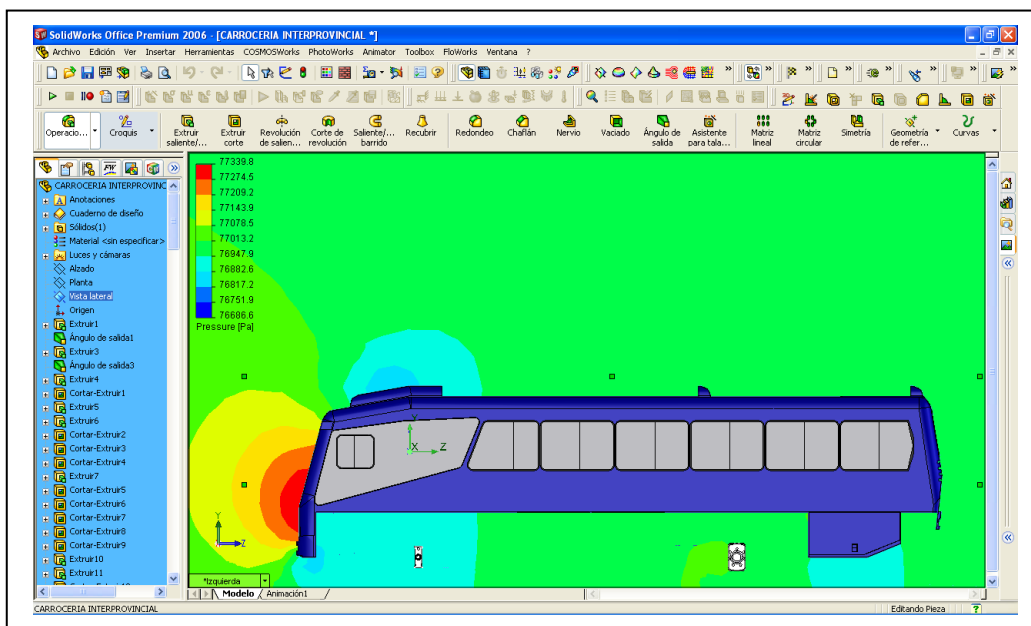 SolidWorks Office Premium 2006 - [CARROCERIA INTERPROVINCIAL *]
Archivo Edición Ver Insertar Herramientas COSMOSWorks PhotoWorks Animator Toolbox FloWorks Ventana ?
Operacio... Croquis Extruir saliente/... Extruir corte Revolución de salien... Corte de revolución Saliente/... barrido Recubrir Redondeo Chaflán Nervio Vaciado Ángulo de salida Asistente para tala... Matriz lineal Matriz circular Simetría Geometría de refer... Curvas
CARROCERIA INTERPROVINC
Anotaciones
Cuaderno de diseño
Sólidos(1)
Material <sin especificar>
Luces y cámaras
Alzado
Planta
Vista lateral
Origen
Extruir1
Ángulo de salida1
Extruir3
Ángulo de salida3
Extruir4
Cortar-Extruir1
Extruir5
Extruir6
Cortar-Extruir2
Cortar-Extruir3
Cortar-Extruir4
Extruir7
Cortar-Extruir5
Cortar-Extruir6
Cortar-Extruir7
Cortar-Extruir8
Cortar-Extruir9
Extruir10
Extruir11
77339.8
77274.5
77209.2
77143.9
77078.5
77013.2
76947.9
76882.6
76817.2
76751.9
76686.6
Pressure [Pa]
Y
X
Z
Y
Z
*Izquierda
Modelo Animación1
CARROCERIA INTERPROVINCIAL
Editando Pieza ?